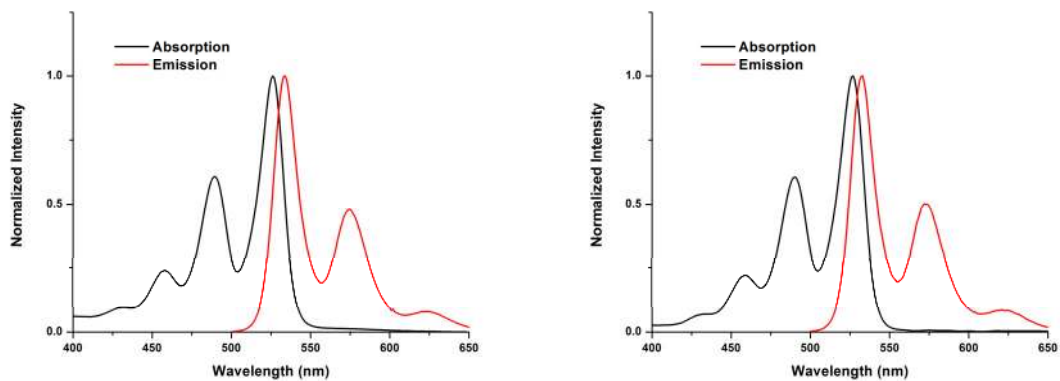 Absorption
Emission
Normalized Intensity
1.0
0.5
0.0
400 450 500 550 600 650
Wavelength (nm)
Absorption
Emission
Normalized Intensity
1.0
0.5
0.0
400 450 500 550 600 650
Wavelength (nm)